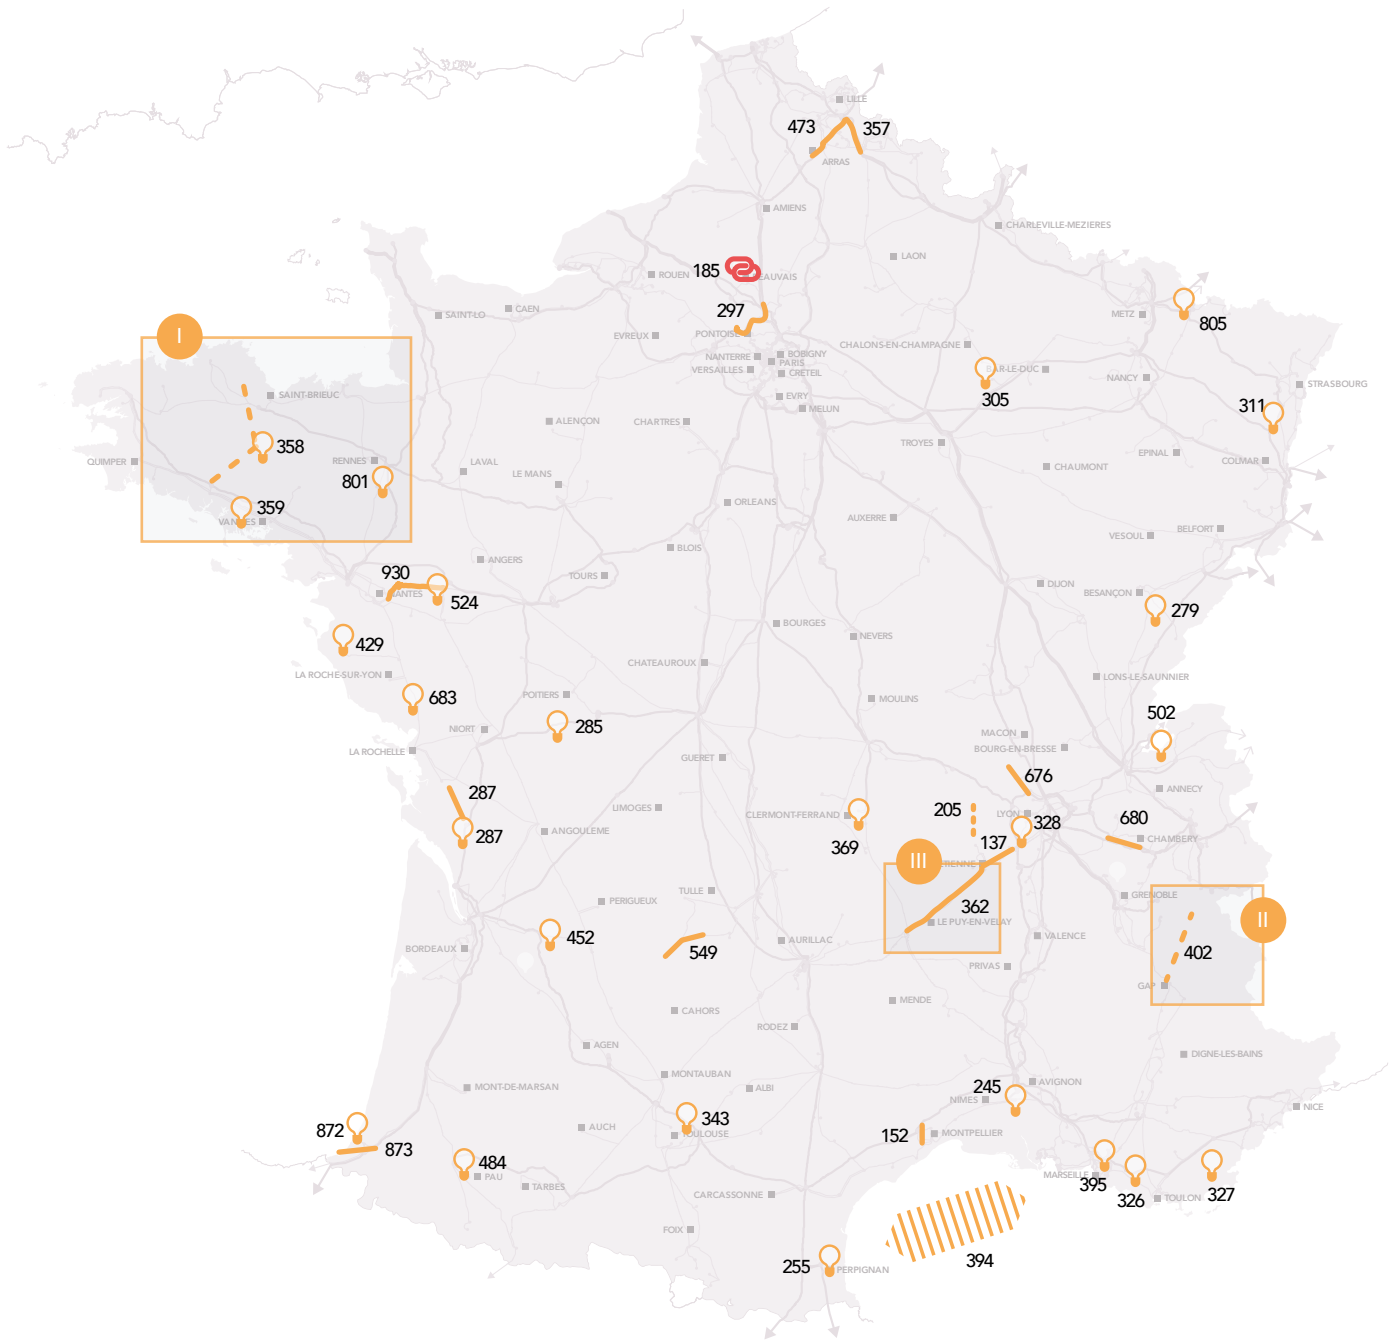 LILLE
473
357
ARRAS
AMIENS
CHARLEVILLE-MEZIERES
LAON
185
ROUEN
EAUVAIS
METZ
805
297
SAINT-LO
CAEN
EVREUX
PONTOISE
I
CHALONS-EN-CHAMPAGNE
NANTERRE
BOBIGNY
PARIS
VERSAILLES
CRETEIL
BAR-LE-DUC
NANCY
STRASBOURG
305
311
SAINT-BRIEUC
EVRY
MELUN
ALENÇON
CHARTRES
TROYES
358
QUIMPER
RENNES
LAVAL
LE MANS
EPINAL
COLMAR
CHAUMONT
801
359
VANNES
ORLEANS
AUXERRE
BELFORT
VESOUL
BLOIS
ANGERS
930
NANTES
524
TOURS
DIJON
BESANÇON
279
BOURGES
NEVERS
429
LA ROCHE-SUR-YON
CHATEAUROUX
LONS-LE-SAUNNIER
683
POITIERS
MOULINS
502
NIORT
285
MACON
BOURG-EN-BRESSE
LA ROCHELLE
GUERET
676
ANNECY
287
LIMOGES
CLERMONT-FERRAND
205
LYON
328
680
CHAMBERY
287
ANGOULEME
369
137
III
ETIENNE
TULLE
PERIGUEUX
362
GRENOBLE
LE PUY-EN-VELAY
II
452
BORDEAUX
549
AURILLAC
VALENCE
402
PRIVAS
GAP
MENDE
CAHORS
RODEZ
AGEN
DIGNE-LES-BAINS
MONTAUBAN
MONT-DE-MARSAN
ALBI
245
AVIGNON
NIMES
NICE
872
343
AUCH
TOULOUSE
152
MONTPELLIER
873
484
PAU
TARBES
MARSEILLE
395
326
327
TOULON
CARCASSONNE
FOIX
394
255
PERPIGNAN